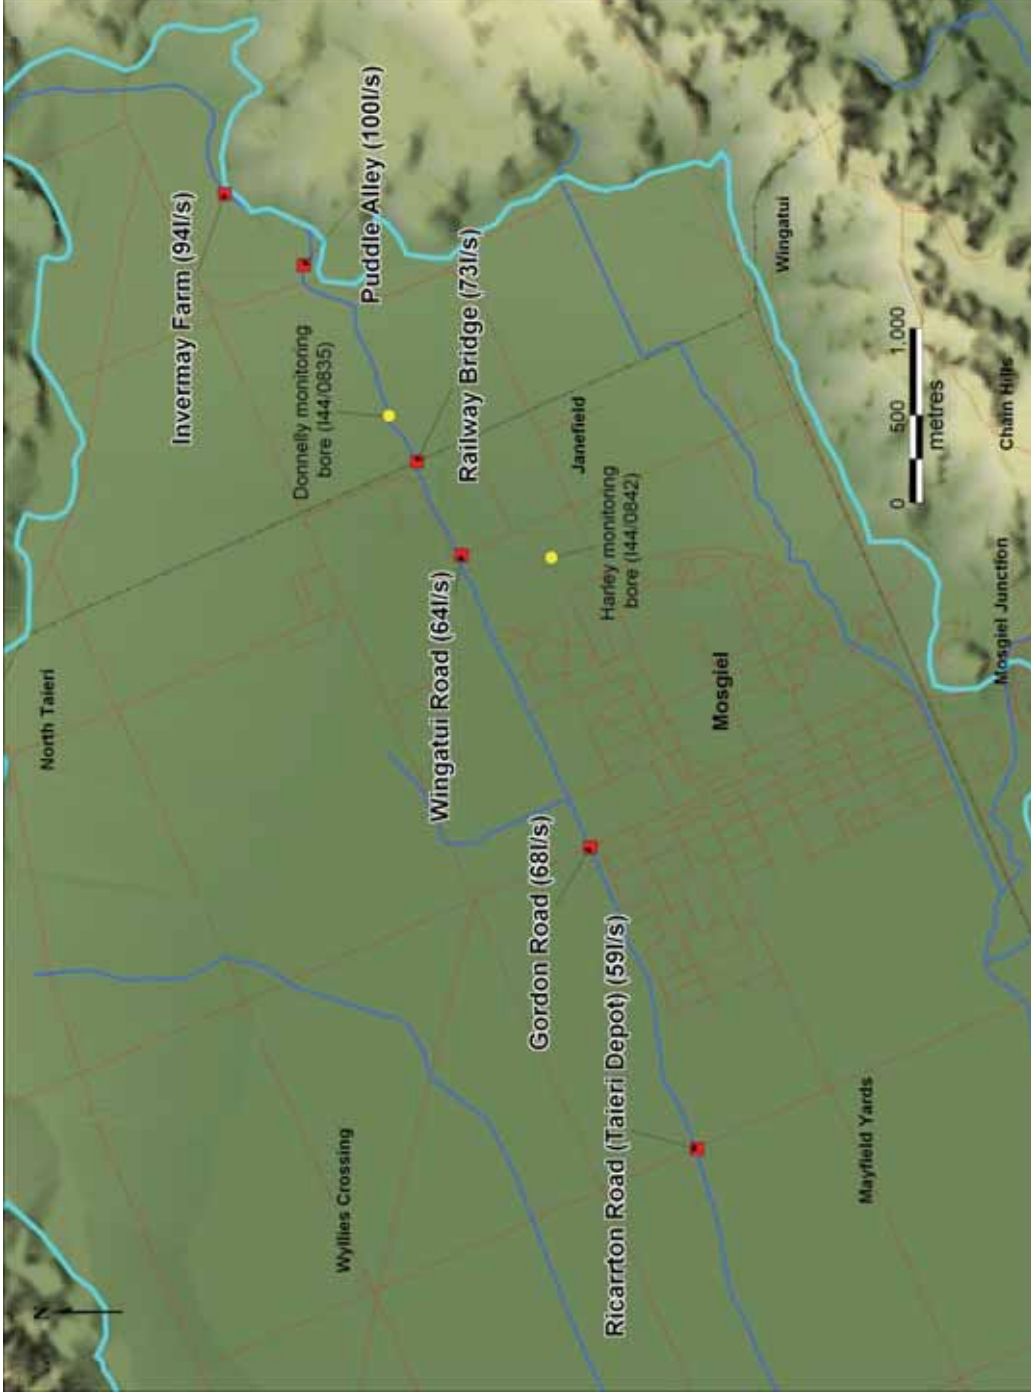 Invermay Farm (94l/s)
Puddle Alley (100l/s)
Donnelly monitoring
bore (I44/0835)
Railway Bridge (73l/s)
Wingatui
Janefield
Harley monitoring
bore (I44/0842)
0
500
1,000
metres
Chain Hills
North Taieri
Wingatui Road (64l/s)
Mosgiel
Mosgiel Junction
Gordon Road (68l/s)
Ricarrton Road (Taieri Depot) (59l/s)
Wyllies Crossing
Mayfield Yards
N